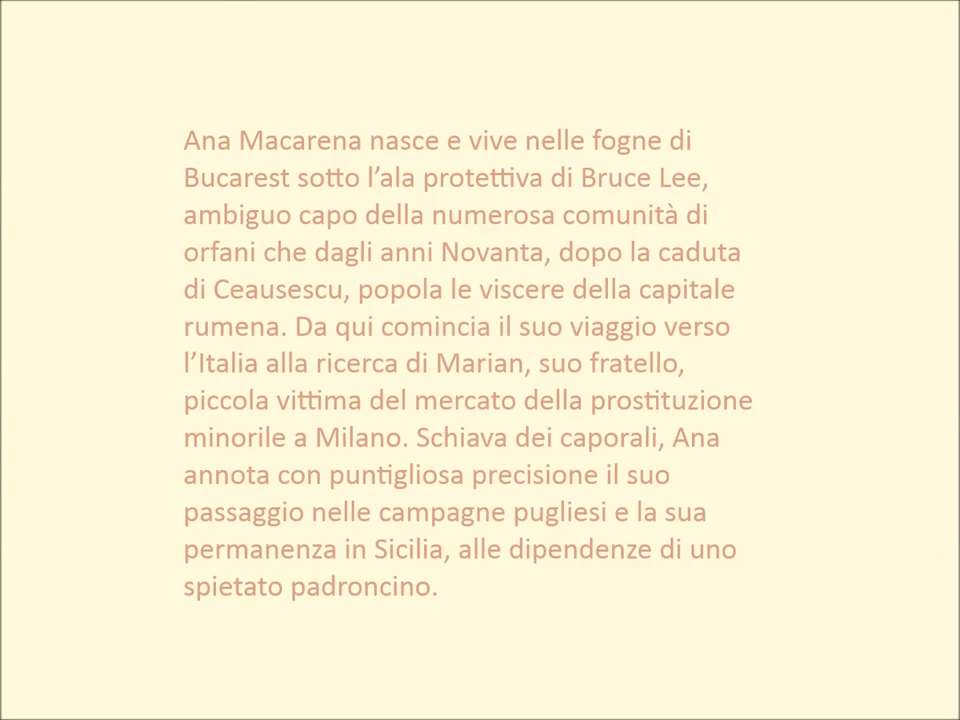 Ana Macarena nasce e vive nelle fogne di
Bucarest sotto l’ala protettiva di Bruce Lee,
ambiguo capo della numerosa comunità di
orfani che dagli anni Novanta, dopo la caduta
di Ceausescu, popola le viscere della capitale
rumena. Da qui comincia il suo viaggio verso
l’Italia alla ricerca di Marian, suo fratello,
piccola vittima del mercato della prostituzione
minorile a Milano. Schiava dei caporali, Ana
annota con puntigliosa precisione il suo
passaggio nelle campagne pugliesi e la sua
permanenza in Sicilia, alle dipendenze di uno
spietato padroncino.